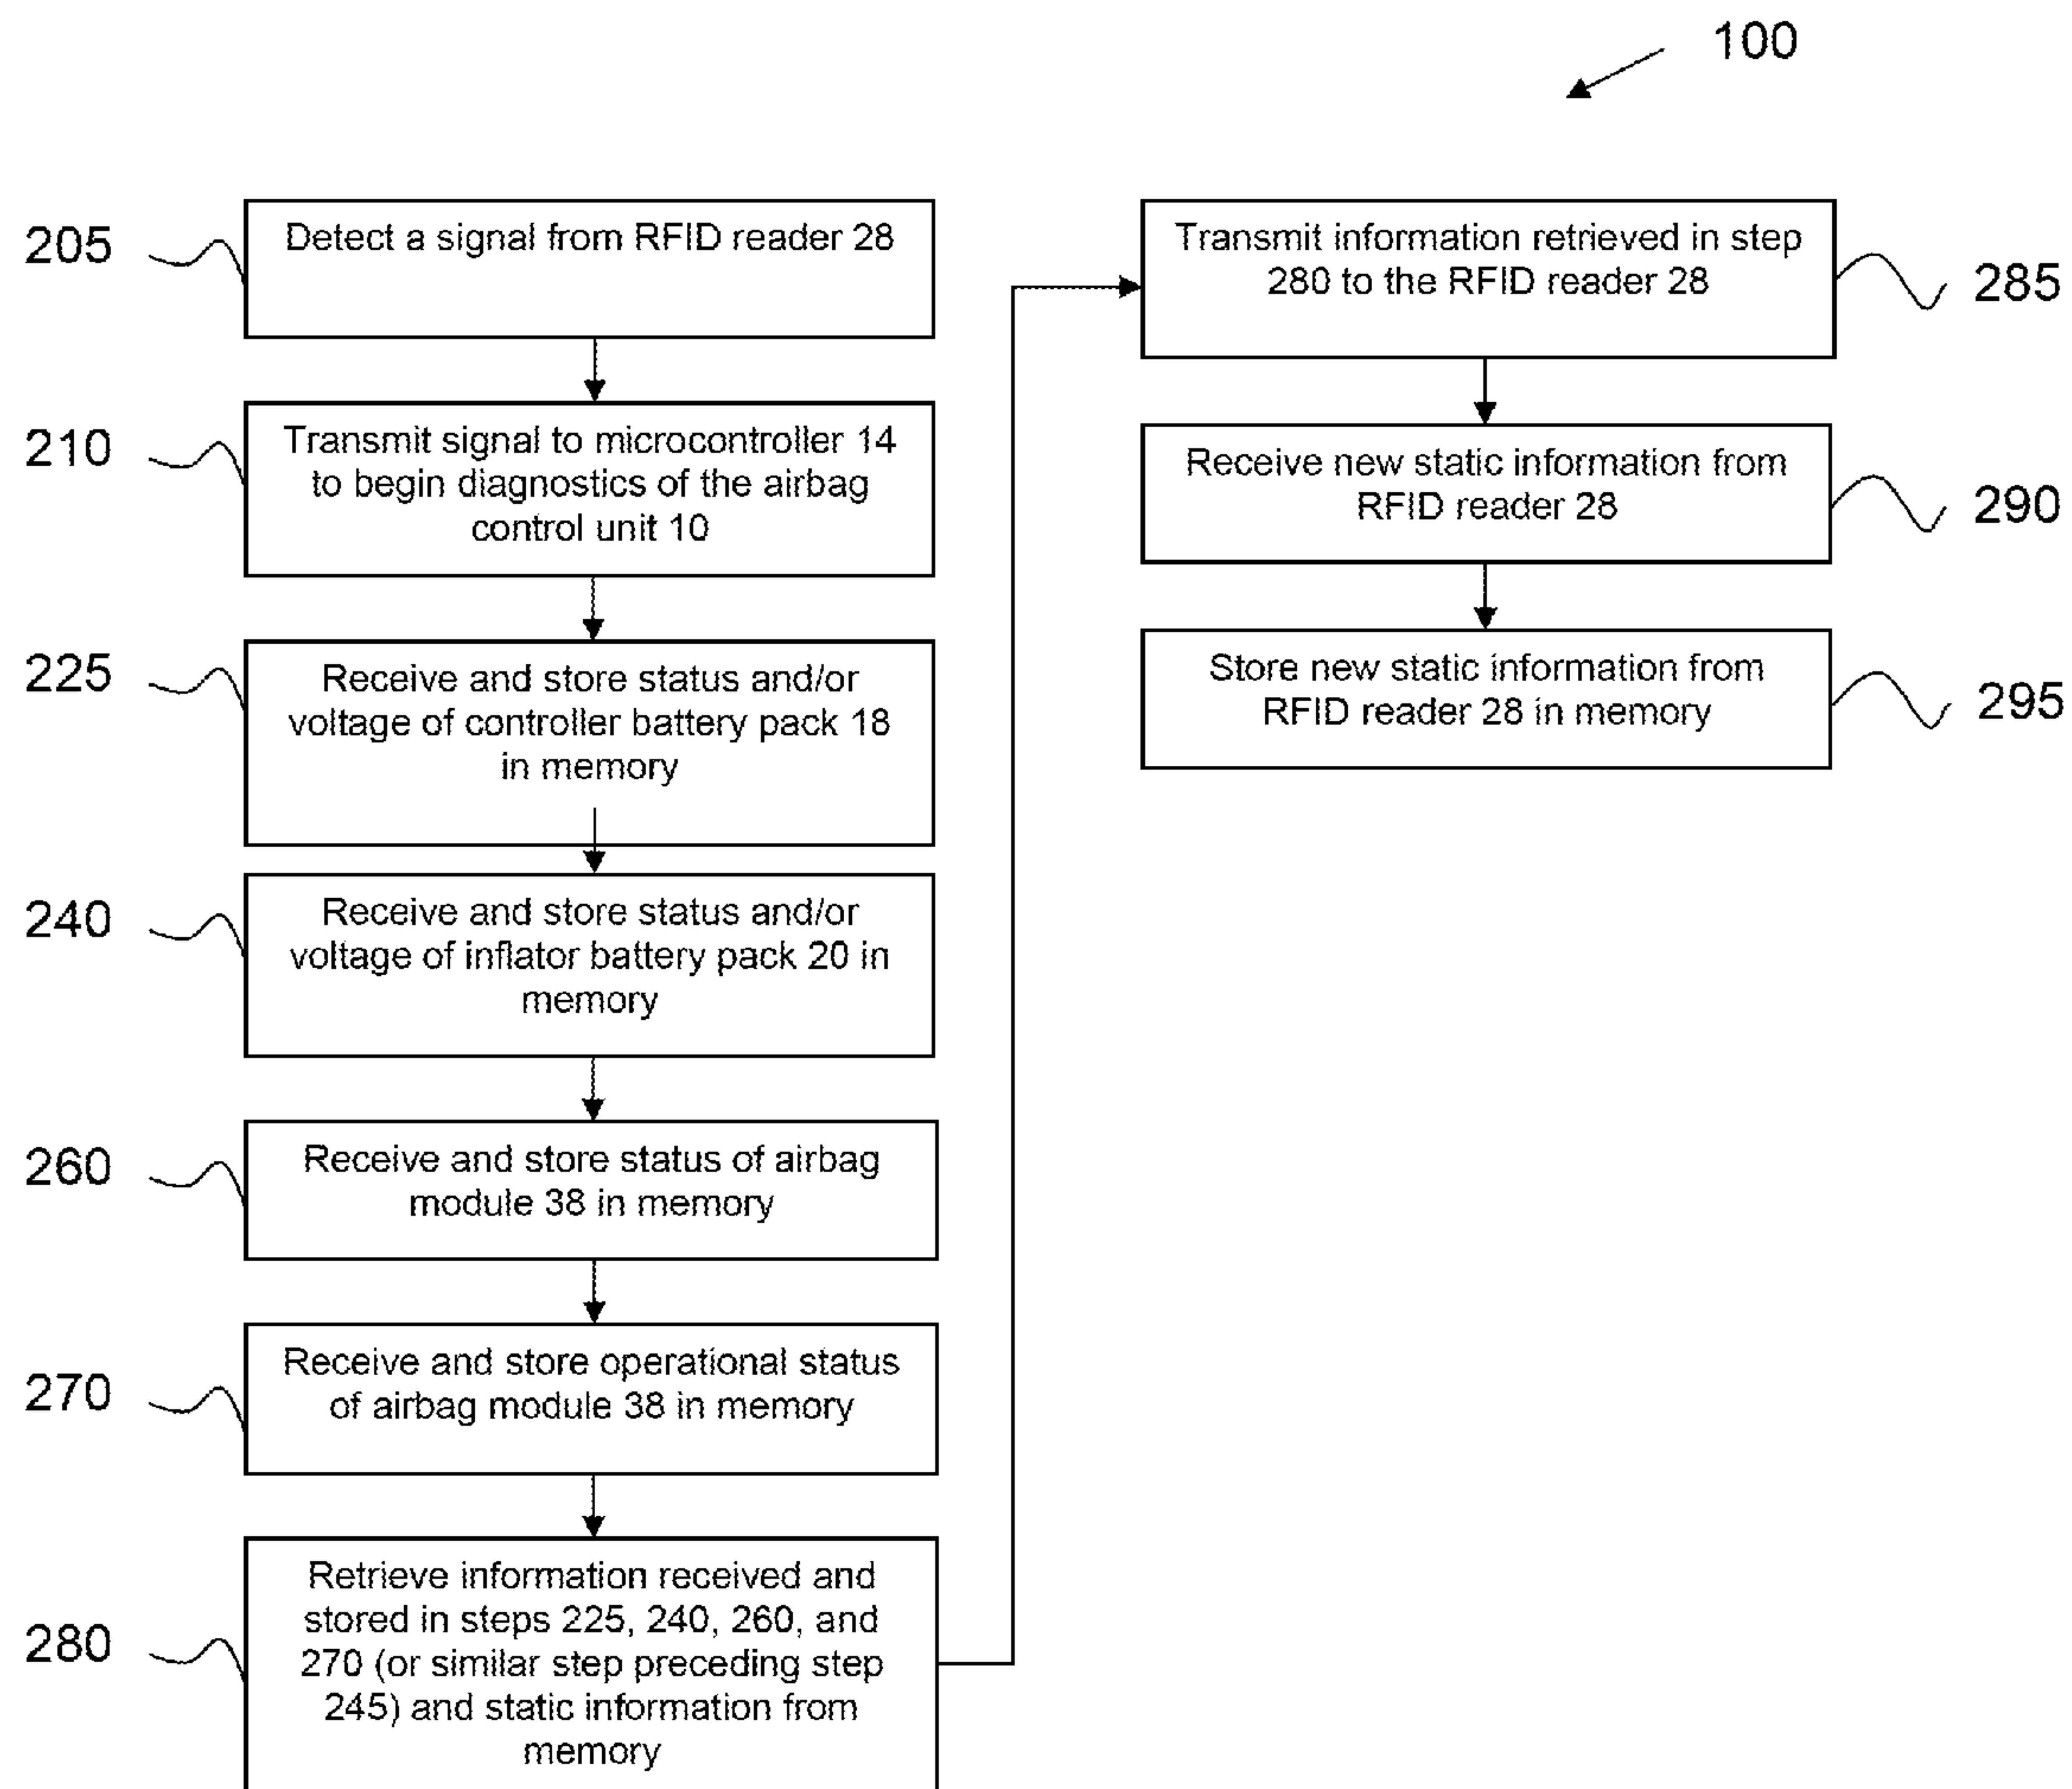 100
205
Detect a signal from RFID reader 28
210
Transmit signal to microcontroller 14
to begin diagnostics of the airbag
control unit 10
225
Receive and store status and/or
voltage of controller battery pack 18
in memory
240
Receive and store status and/or
voltage of inflator battery pack 20 in
memory
260
Receive and store status of airbag
module 38 in memory
270
Receive and store operational status
of airbag module 38 in memory
280
Retrieve information received and
stored in steps 225, 240, 260, and
270 (or similar step preceding step
245) and static information from
memory
Transmit information retrieved in step
280 to the RFID reader 28
285
Receive new static information from
RFID reader 28
290
Store new static information from
RFID reader 28 in memory
295